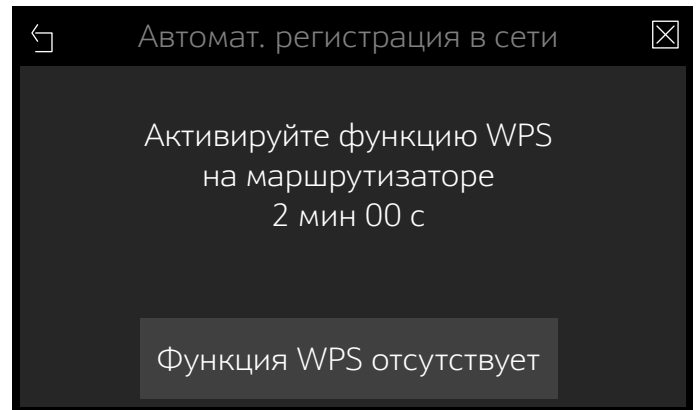 Автомат. регистрация в сети
Активируйте функцию WPS
на маршрутизаторе
2 мин 00 с
Функция WPS отсутствует